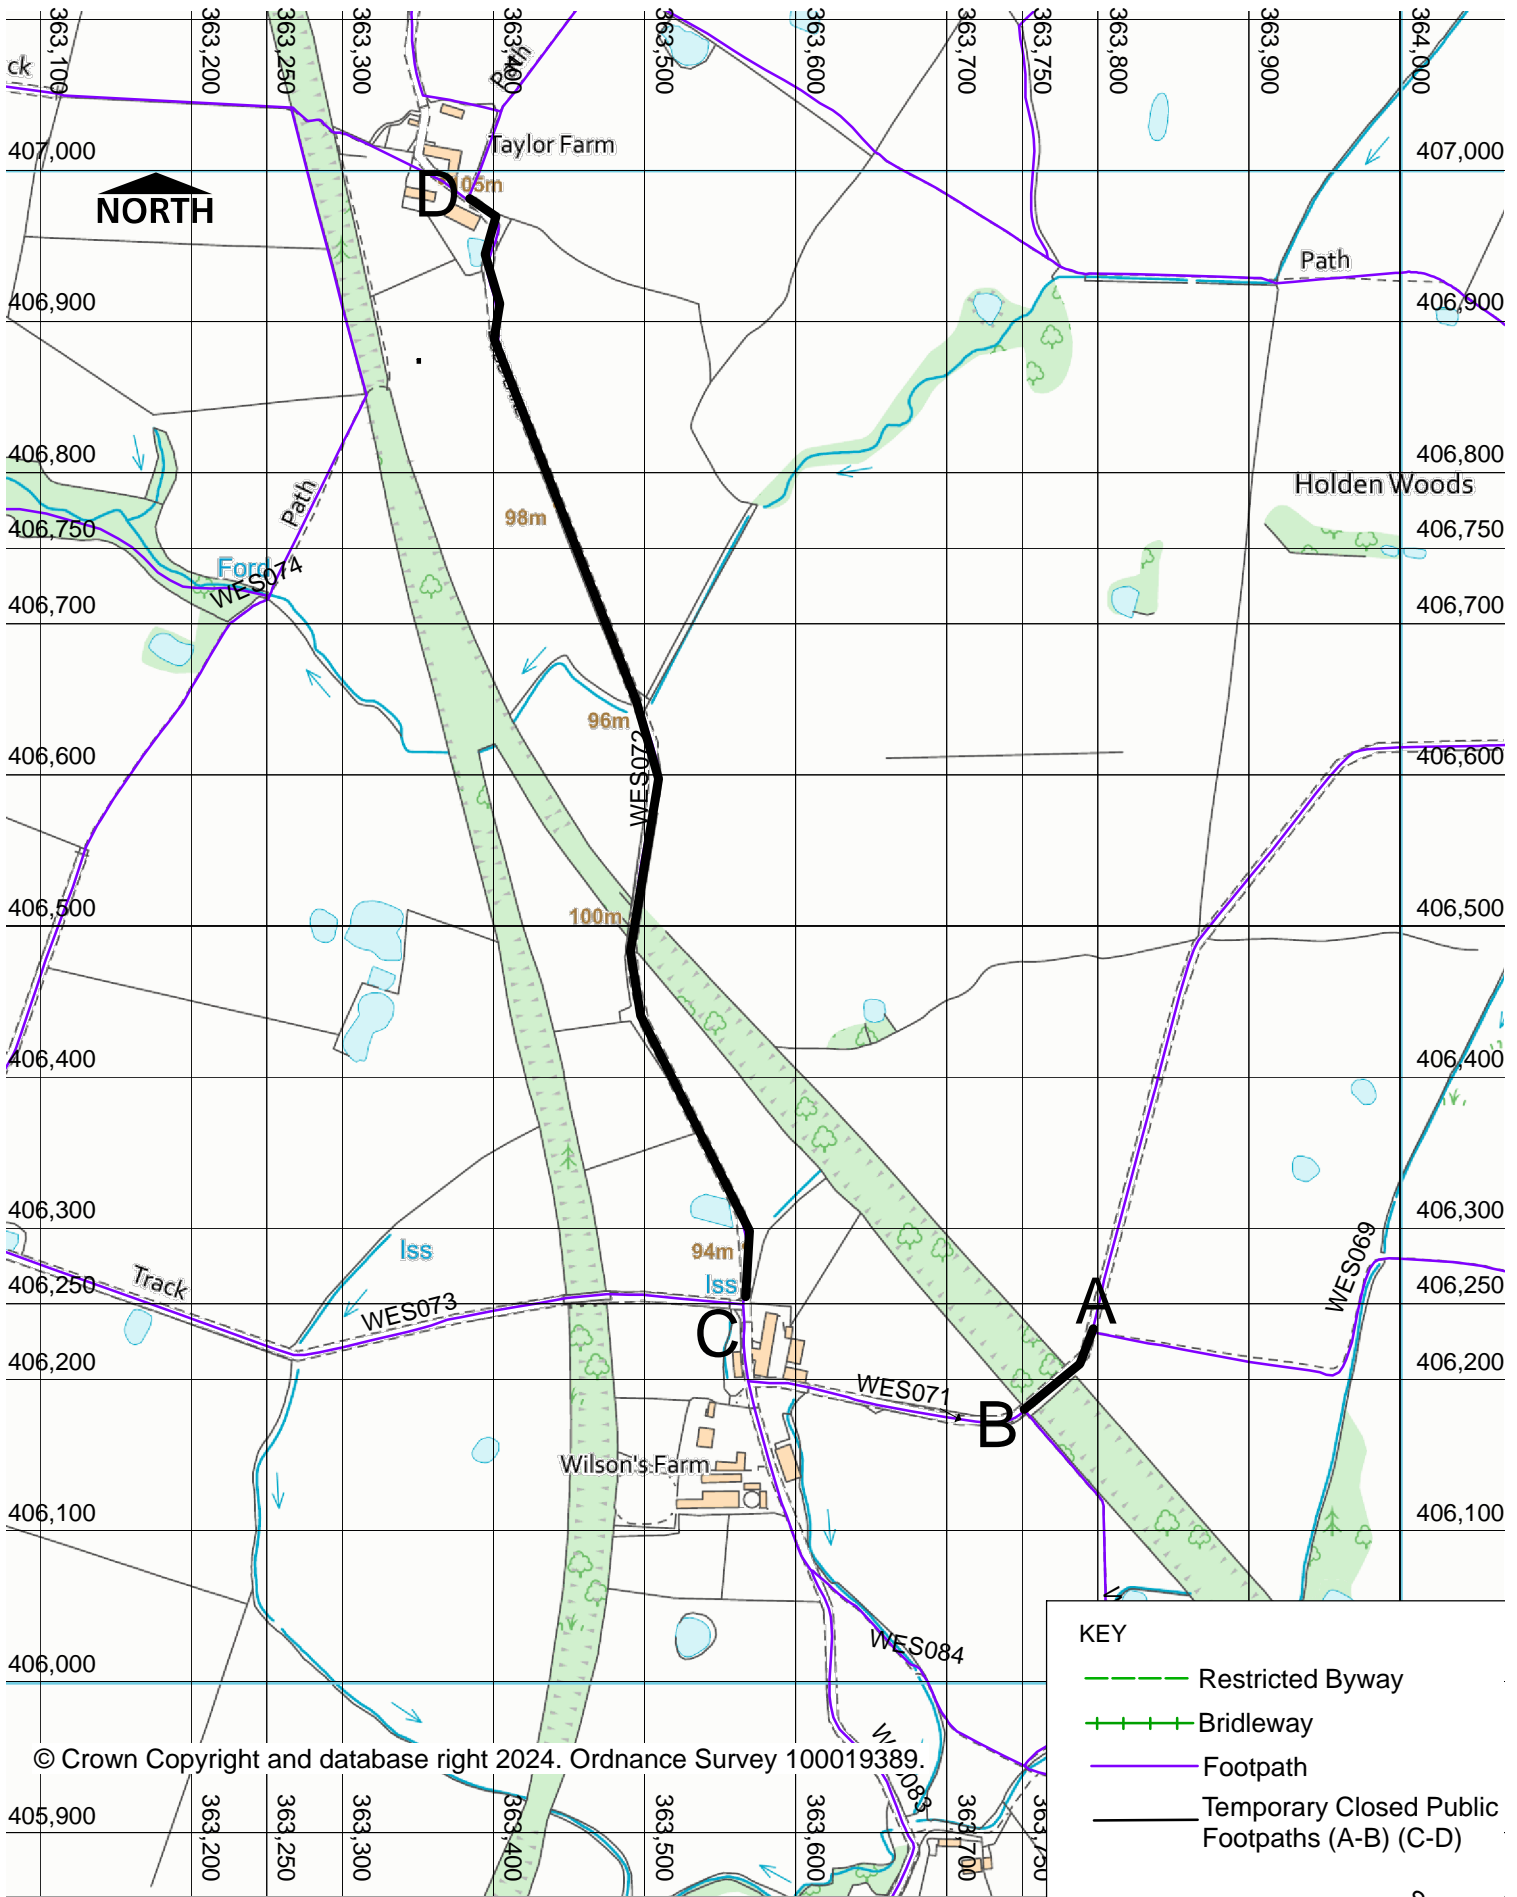 363,100
363,200
363,250
363,300
363,400
363,500
363,600
363,700
363,750
363,800
363,900
364,000
ck
Path
Taylor Farm
407,000
407,000
D
105m
NORTH
Path
406,900
406,900
406,800
406,800
Holden Woods
Path
98m
406,750
406,750
Ford
WES074
406,700
406,700
96m
WES072
406,600
406,600
406,500
406,500
100m
406,400
406,400
406,300
406,300
Iss
94m
WES069
Track
Iss
406,250
406,250
WES073
A
C
406,200
406,200
WES071
B
Wilson's Farm
406,100
406,100
KEY
WES084
406,000
Restricted Byway
Bridleway
© Crown Copyright and database right 2024. Ordnance Survey 100019389.
Footpath
405,900
Temporary Closed Public
Footpaths (A-B) (C-D)
363,200
363,250
363,300
363,400
363,500
363,600
363,700
363,750